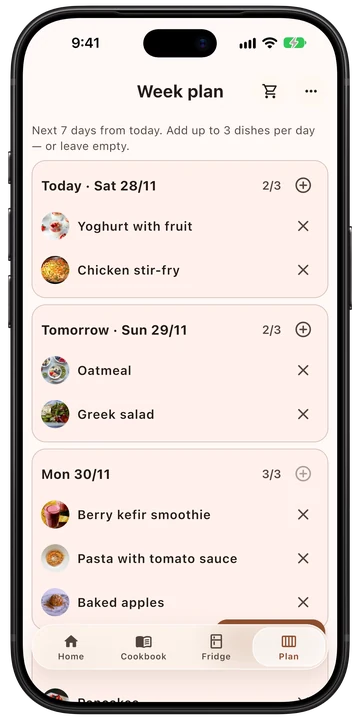 9:41
Week plan
Next 7 days from today. Add up to 3 dishes per day
— or leave empty.
Today · Sat 28/11 2/3
Yoghurt with fruit
Chicken stir-fry
Tomorrow · Sun 29/11 2/3
Oatmeal
Greek salad
Mon 30/11 3/3
Berry kefir smoothie
Pasta with tomato sauce
Baked apples
Home Cookbook Fridge Plan